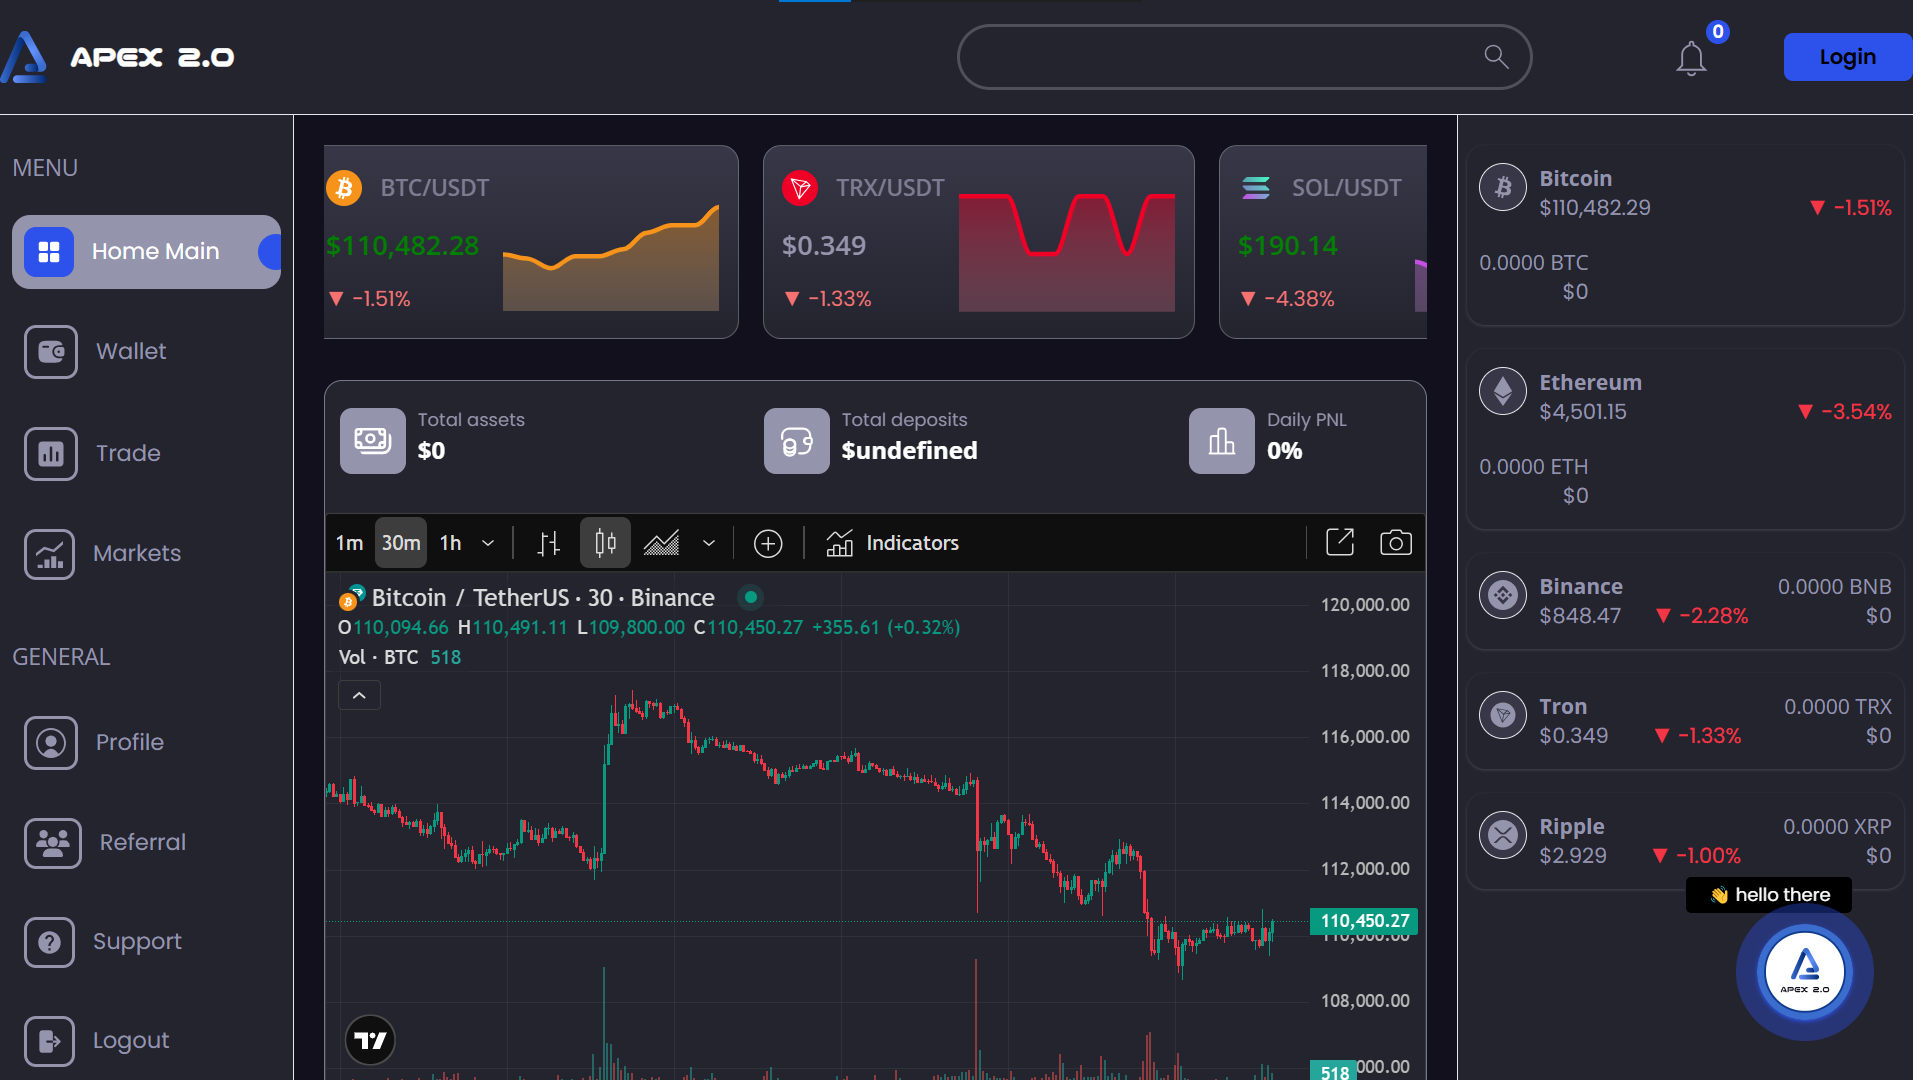 APEX 2.0
0
Login
MENU
Home Main
Wallet
Trade
Markets
GENERAL
Profile
Referral
Support
Logout
BTC/USDT
$110,482.28
▼ -1.51%
TRX/USDT
$0.349
▼ -1.33%
SOL/USDT
$190.14
▼ -4.38%
Total assets
$0
Total deposits
$undefined
Daily PNL
0%
1m 30m 1h
Indicators
Bitcoin / TetherUS · 30 · Binance
O110,094.66 H110,491.11 L109,800.00 C110,450.27 +355.61 (+0.32%)
Vol · BTC 518
120,000.00
118,000.00
116,000.00
114,000.00
112,000.00
110,450.27
110,000.00
108,000.00
518
Bitcoin
$110,482.29
▼ -1.51%
0.0000 BTC
$0
Ethereum
$4,501.15
▼ -3.54%
0.0000 ETH
$0
Binance 0.0000 BNB
$848.47 ▼ -2.28% $0
Tron 0.0000 TRX
$0.349 ▼ -1.33% $0
Ripple 0.0000 XRP
$2.929 ▼ -1.00% $0
👋 hello there
APEX 2.0